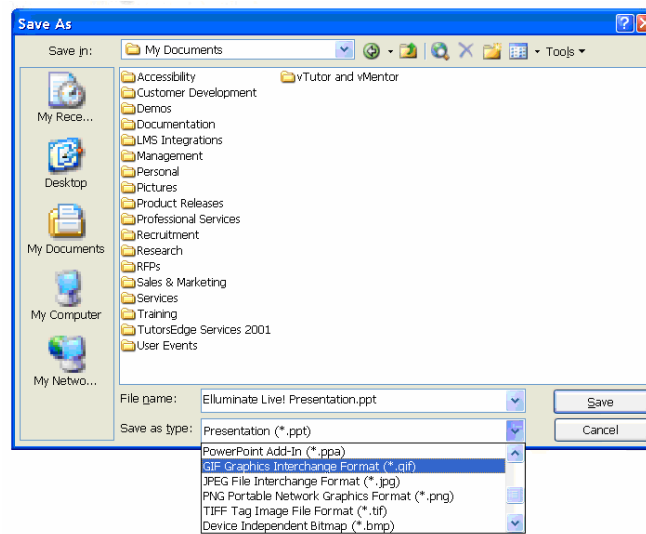 Save As
Save in:
My Documents
Tools
My Rece...
Desktop
My Documents
My Computer
My Netwo...
Accessibility
Customer Development
Demos
Documentation
LMS Integrations
Management
Personal
Pictures
Product Releases
Professional Services
Recruitment
Research
RFPs
Sales & Marketing
Services
Training
TutorsEdge Services 2001
User Events
vTutor and vMentor
File name:
Elluminate Live! Presentation.ppt
Save
Save as type:
Presentation (*.ppt)
Cancel
PowerPoint Add-In (*.ppa)
GIF Graphics Interchange Format (*.gif)
JPEG File Interchange Format (*.jpg)
PNG Portable Network Graphics Format (*.png)
TIFF Tag Image File Format (*.tif)
Device Independent Bitmap (*.bmp)